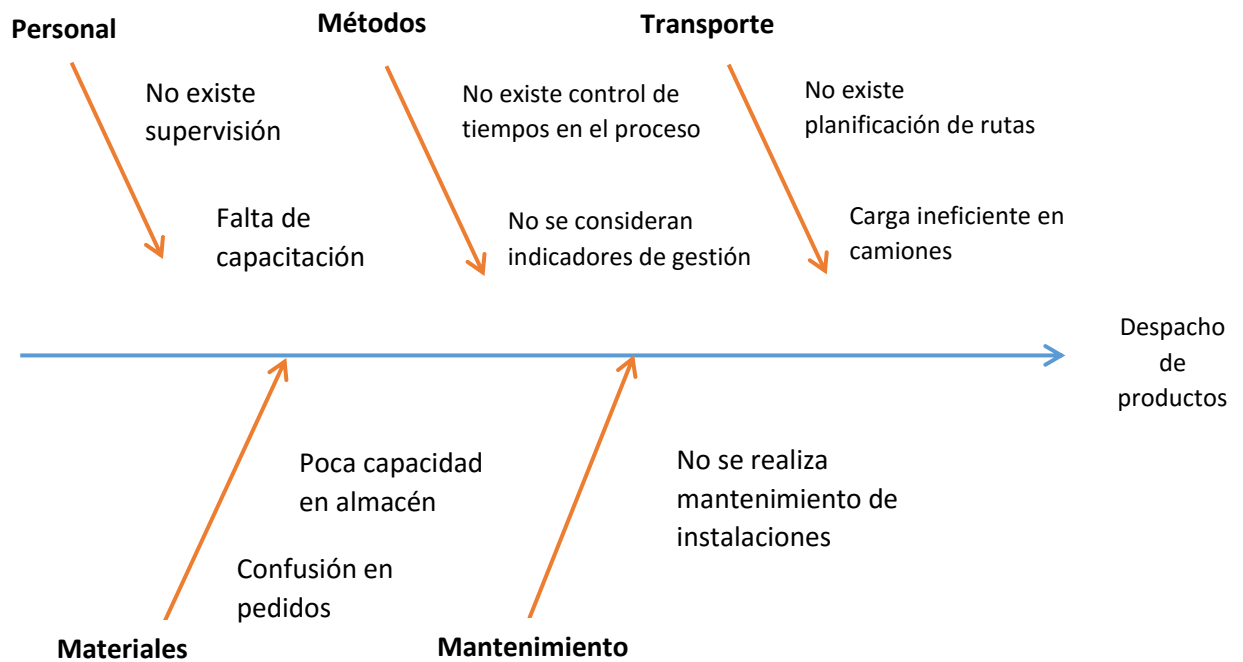 Personal
Métodos
Transporte
No existe
supervisión
No existe control de
tiempos en el proceso
No existe
planificación de rutas
Falta de
capacitación
No se consideran
indicadores de gestión
Carga ineficiente en
camiones
Despacho
de
productos
Poca capacidad
en almacén
No se realiza
mantenimiento de
instalaciones
Confusión en
pedidos
Materiales
Mantenimiento